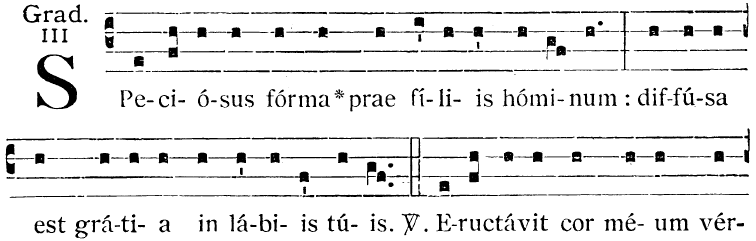 Grad.
III
SPe-ci- ó-sus fórma*prae fí-li- is hómi-num : dif-fú-sa
est grá-ti- a in lá-bi- is tú- is. ℣. E-ructávit cor mé- um vér-